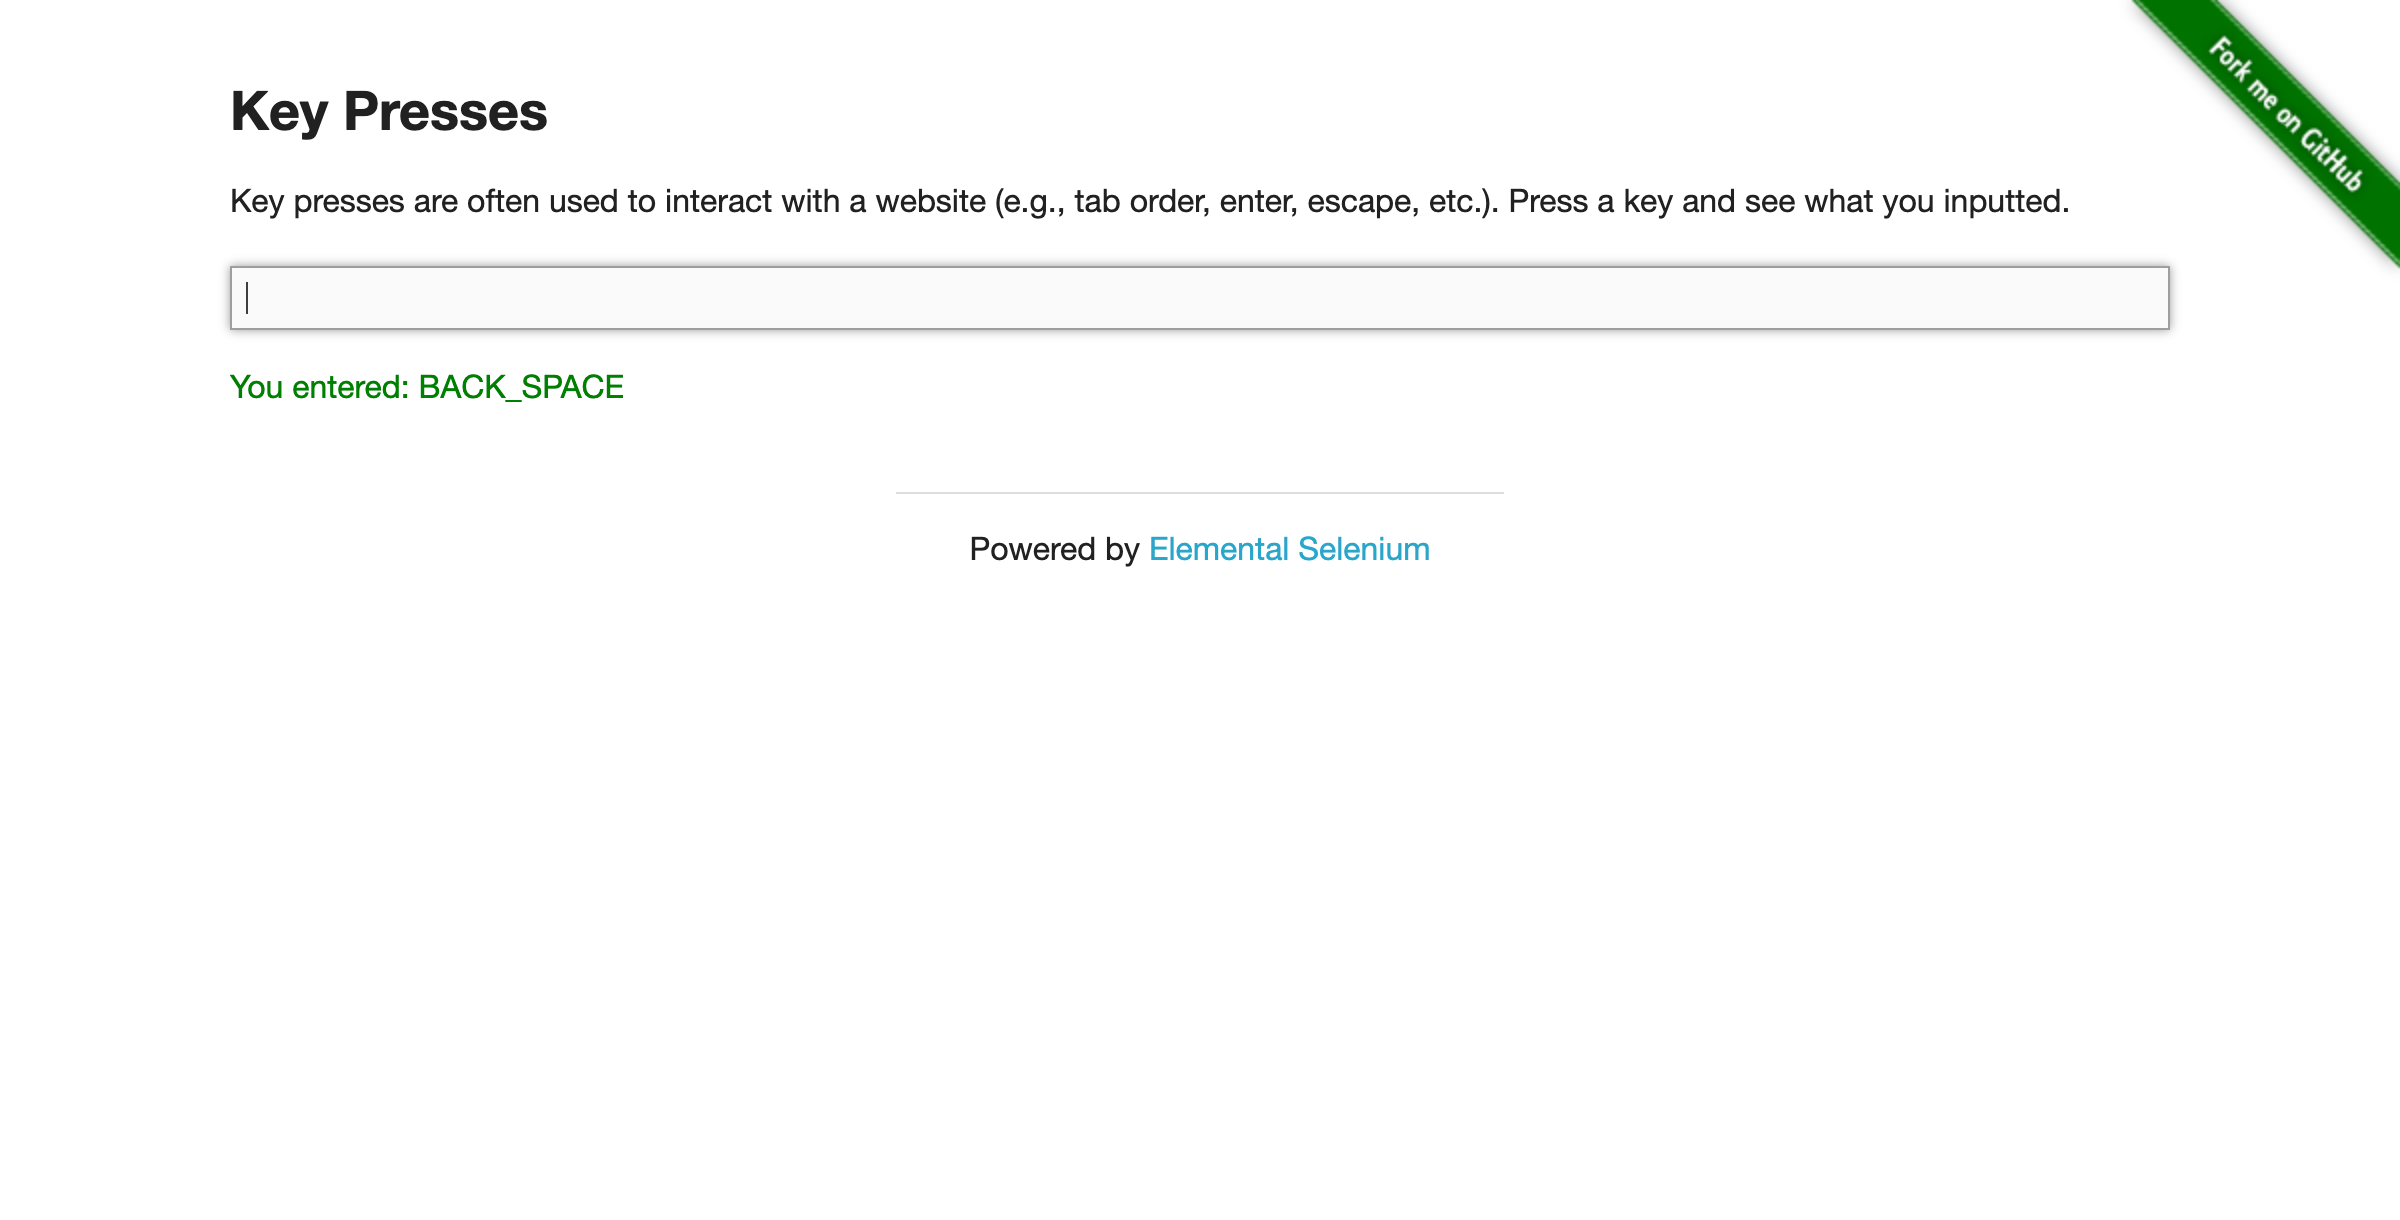 Fork me on GitHub
Key Presses
Key presses are often used to interact with a website (e.g., tab order, enter, escape, etc.). Press a key and see what you inputted.
You entered: BACK_SPACE
Powered by Elemental Selenium